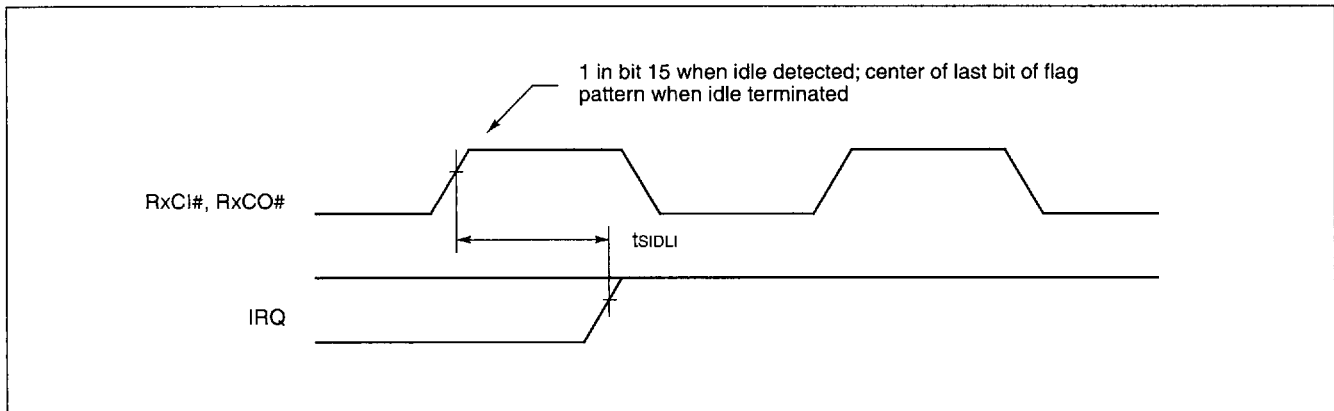 1 in bit 15 when idle detected; center of last bit of flag
pattern when idle terminated
RxCI#, RxCO#
tSIDLI
IRQ